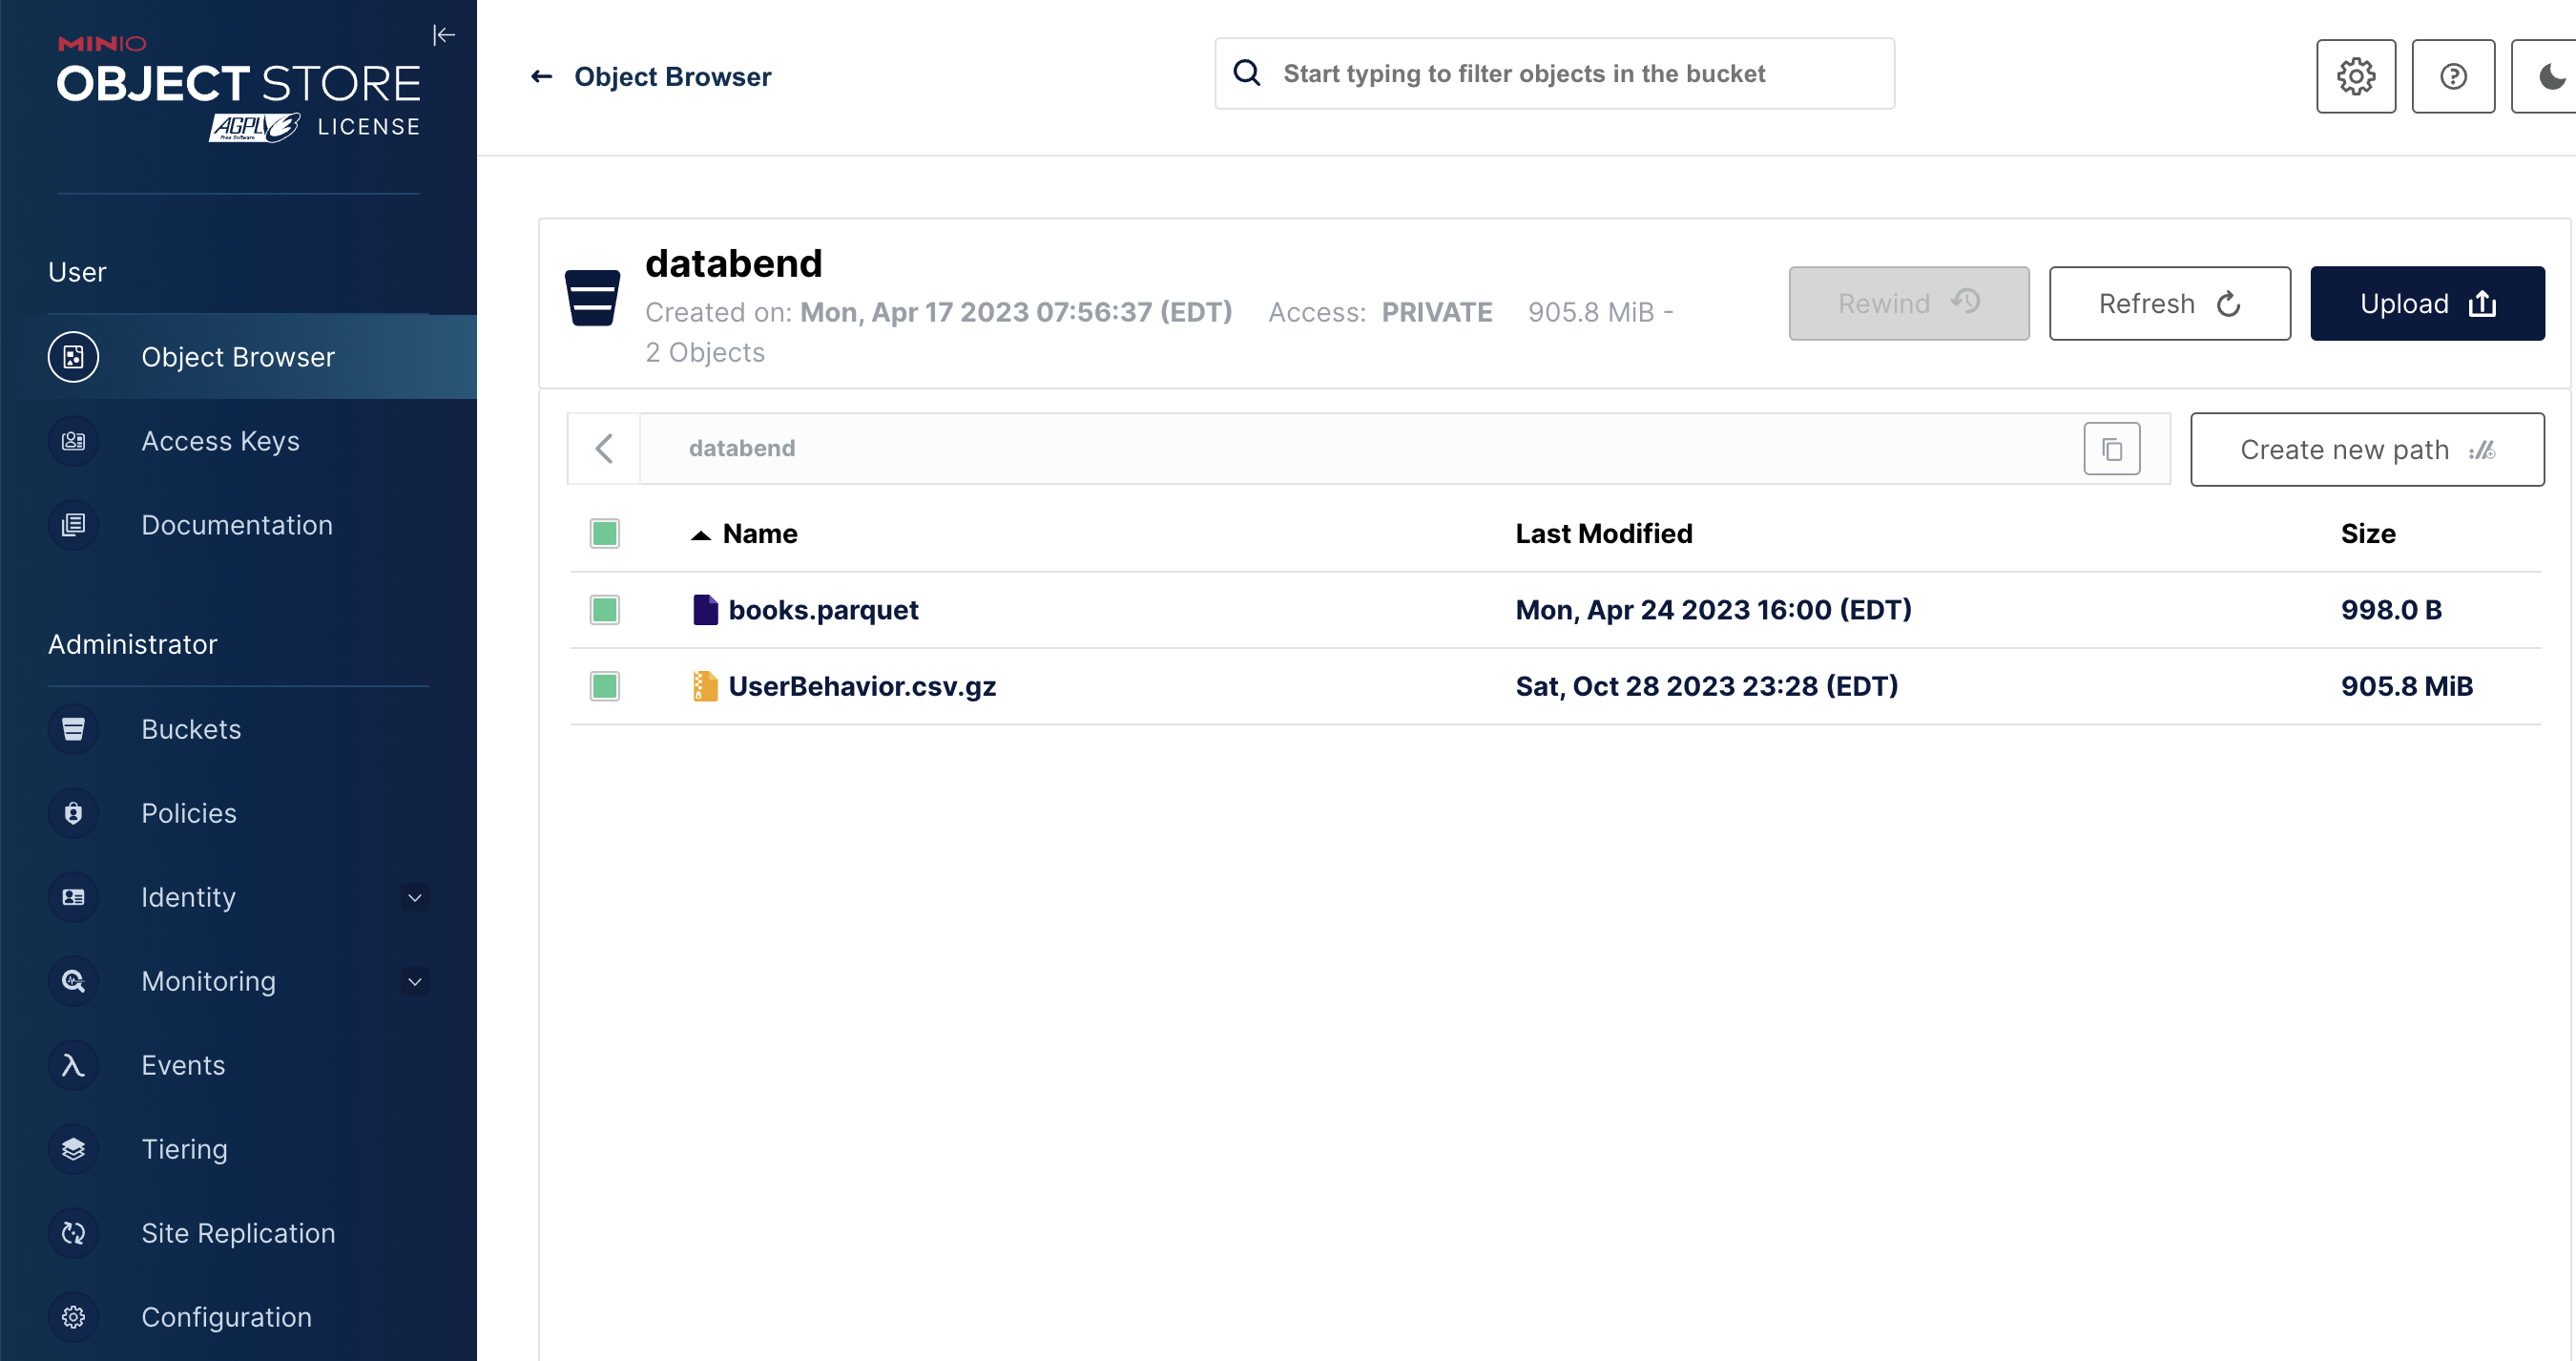 MINIO
OBJECT STORE
AGPLv3 Free Software LICENSE
User
Object Browser
Access Keys
Documentation
Administrator
Buckets
Policies
Identity
Monitoring
Events
Tiering
Site Replication
Configuration
Object Browser
Start typing to filter objects in the bucket
databend
Created on: Mon, Apr 17 2023 07:56:37 (EDT) Access: PRIVATE 905.8 MiB -
2 Objects
Rewind
Refresh
Upload
databend
Create new path
Name Last Modified Size
books.parquet Mon, Apr 24 2023 16:00 (EDT) 998.0 B
UserBehavior.csv.gz Sat, Oct 28 2023 23:28 (EDT) 905.8 MiB